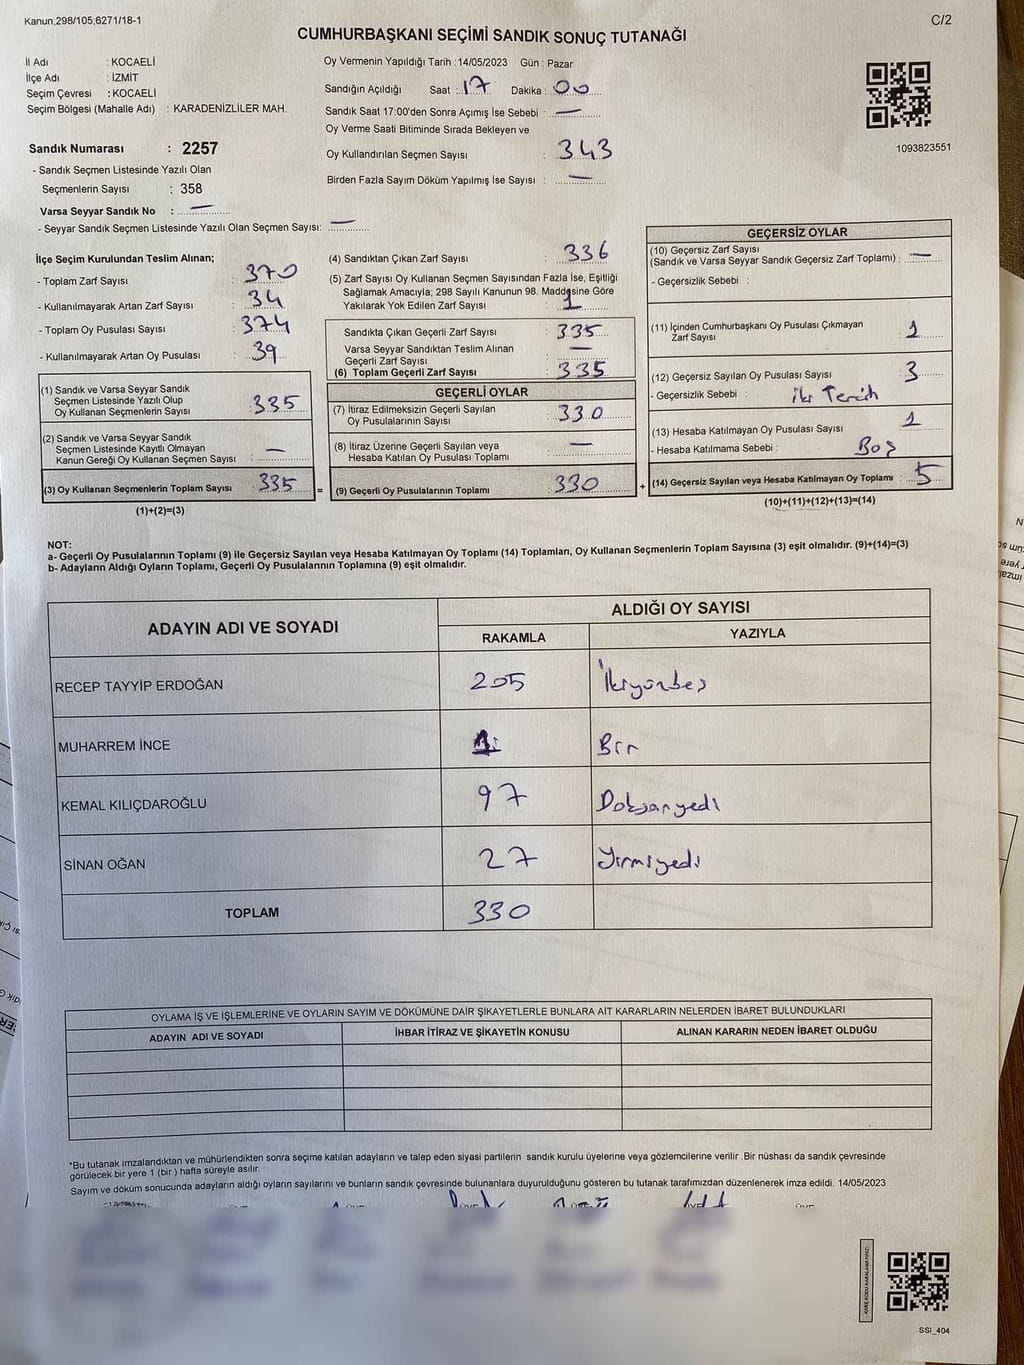 Kanun,298/105,6271/18-1
C/2
CUMHURBAŞKANI SEÇİMİ SANDIK SONUÇ TUTANAĞI
İl Adı : KOCAELİ
İlçe Adı : İZMİT
Seçim Çevresi : KOCAELİ
Seçim Bölgesi (Mahalle Adı) : KARADENİZLİLER MAH.
Sandık Numarası : 2257
- Sandık Seçmen Listesinde Yazılı Olan
Seçmenlerin Sayısı : 358
Varsa Seyyar Sandık No : —
- Seyyar Sandık Seçmen Listesinde Yazılı Olan Seçmen Sayısı: —
Oy Vermenin Yapıldığı Tarih :14/05/2023 Gün : Pazar
Sandığın Açıldığı Saat : 17 Dakika : 00
Sandık Saat 17:00'den Sonra Açımış İse Sebebi : —
Oy Verme Saati Bitiminde Sırada Bekleyen ve
Oy Kullandırılan Seçmen Sayısı : 343
Birden Fazla Sayım Döküm Yapılmış İse Sayısı : —
1093823551
İlçe Seçim Kurulundan Teslim Alınan;
- Toplam Zarf Sayısı : 370
- Kullanılmayarak Artan Zarf Sayısı : 34
- Toplam Oy Pusulası Sayısı : 374
- Kullanılmayarak Artan Oy Pusulası : 39
(1) Sandık ve Varsa Seyyar Sandık
Seçmen Listesinde Yazılı Olup
Oy Kullanan Seçmenlerin Sayısı : 335
(2) Sandık ve Varsa Seyyar Sandık
Seçmen Listesinde Kayıtlı Olmayan
Kanun Gereği Oy Kullanan Seçmen Sayısı : —
(3) Oy Kullanan Seçmenlerin Toplam Sayısı : 335
(1)+(2)=(3)
=
(4) Sandıktan Çıkan Zarf Sayısı : 336
(5) Zarf Sayısı Oy Kullanan Seçmen Sayısından Fazla İse, Eşitliği
Sağlamak Amacıyla; 298 Sayılı Kanunun 98. Maddesine Göre
Yakılarak Yok Edilen Zarf Sayısı : 1
Sandıkta Çıkan Geçerli Zarf Sayısı : 335
Varsa Seyyar Sandıktan Teslim Alınan
Geçerli Zarf Sayısı : —
(6) Toplam Geçerli Zarf Sayısı : 335
GEÇERLİ OYLAR
(7) İtiraz Edilmeksizin Geçerli Sayılan
Oy Pusulalarının Sayısı : 330
(8) İtiraz Üzerine Geçerli Sayılan veya
Hesaba Katılan Oy Pusulası Toplamı : —
(9) Geçerli Oy Pusulalarının Toplamı : 330
+
GEÇERSİZ OYLAR
(10) Geçersiz Zarf Sayısı
(Sandık ve Varsa Seyyar Sandık Geçersiz Zarf Toplamı) : —
- Geçersizlik Sebebi :
(11) İçinden Cumhurbaşkanı Oy Pusulası Çıkmayan
Zarf Sayısı : 1
(12) Geçersiz Sayılan Oy Pusulası Sayısı : 3
- Geçersizlik Sebebi : iki Tercih
(13) Hesaba Katılmayan Oy Pusulası Sayısı : 1
- Hesaba Katılmama Sebebi : Boş
(14) Geçersiz Sayılan veya Hesaba Katılmayan Oy Toplamı : 5
(10)+(11)+(12)+(13)=(14)
NOT:
a- Geçerli Oy Pusulalarının Toplamı (9) ile Geçersiz Sayılan veya Hesaba Katılmayan Oy Toplamı (14) Toplamları, Oy Kullanan Seçmenlerin Toplam Sayısına (3) eşit olmalıdır. (9)+(14)=(3)
b- Adayların Aldığı Oyların Toplamı, Geçerli Oy Pusulalarının Toplamına (9) eşit olmalıdır.
ADAYIN ADI VE SOYADI ALDIĞI OY SAYISI
RAKAMLA YAZIYLA
RECEP TAYYİP ERDOĞAN 205 İkiyüzbeş
MUHARREM İNCE Bir
KEMAL KILIÇDAROĞLU 97 Doksanyedi
SİNAN OĞAN 27 Yirmiyedi
TOPLAM 330
OYLAMA İŞ VE İŞLEMLERİNE VE OYLARIN SAYIM VE DÖKÜMÜNE DAİR ŞİKAYETLERLE BUNLARA AİT KARARLARIN NELERDEN İBARET BULUNDUKLARI
ADAYIN ADI VE SOYADI İHBAR İTİRAZ VE ŞİKAYETİN KONUSU ALINAN KARARIN NEDEN İBARET OLDUĞU
*Bu tutanak imzalandıktan ve mühürlendikten sonra seçime katılan adayların ve talep eden siyasi partilerin sandık kurulu üyelerine veya gözlemcilerine verilir .Bir nüshası da sandık çevresinde
görülecek bir yere 1 (bir ) hafta süreyle asılır.
Sayım ve döküm sonucunda adayların aldığı oyların sayılarını ve bunların sandık çevresinde bulunanlara duyurulduğunu gösteren bu tutanak tarafımızdan düzenlenerek imza edildi. 14/05/2023
SSI_404